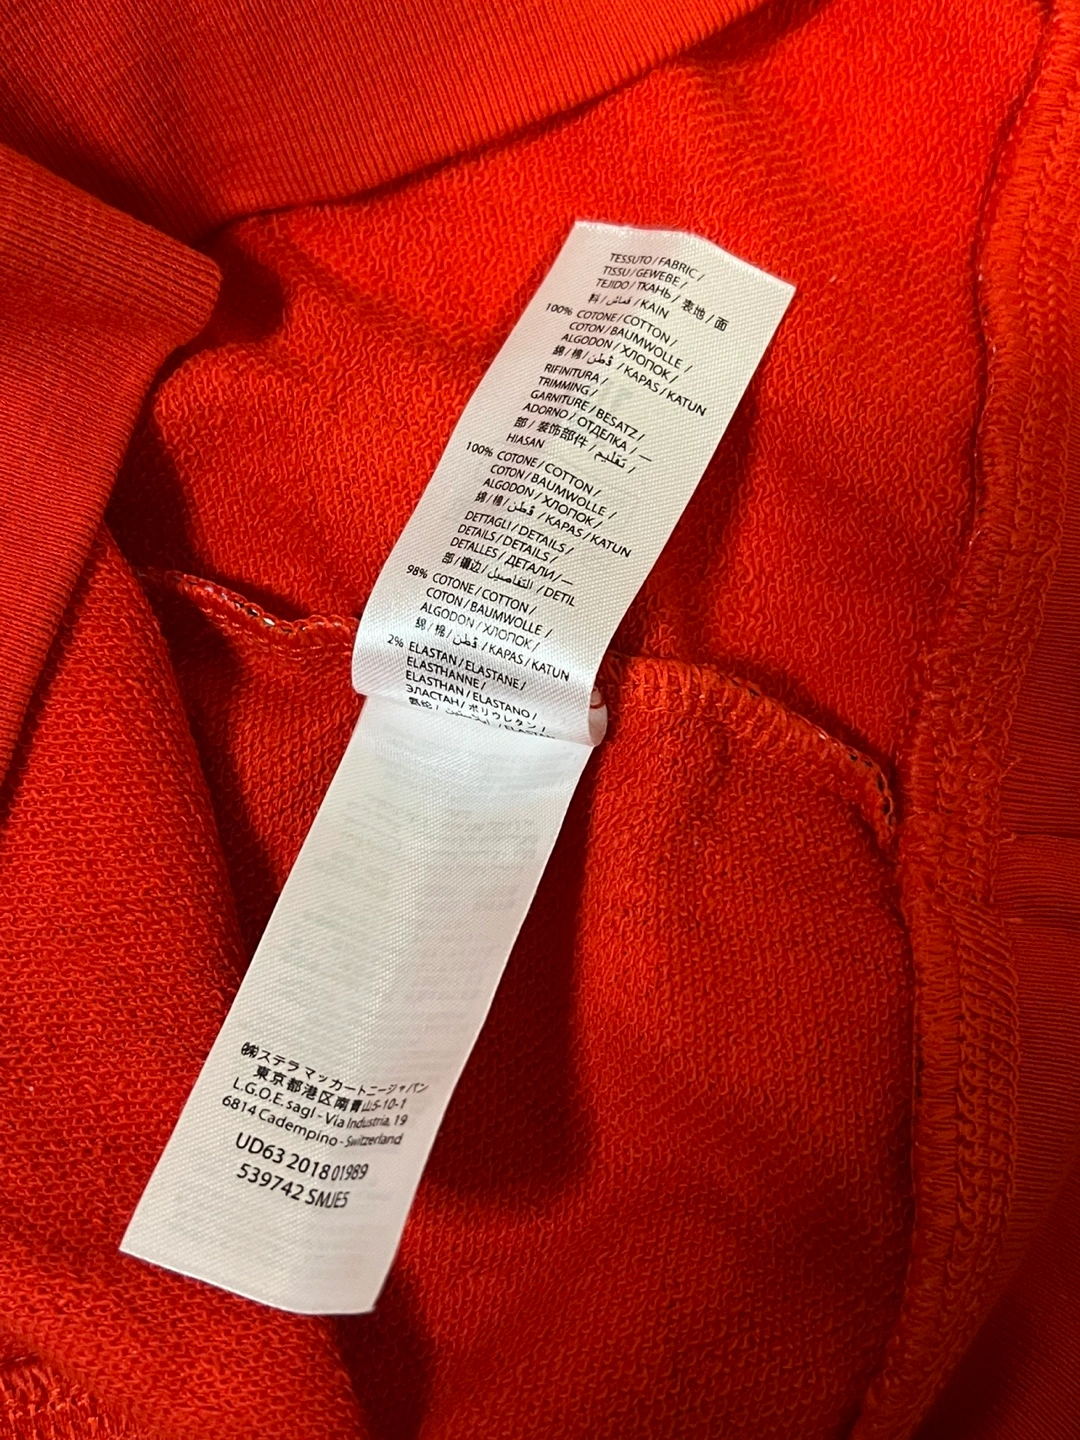 TESSUTO / FABRIC /
TISSU / GEWEBE /
TEJIDO / ТКАНЬ / 表地 / 面
料 / قماش / KAIN
100% COTONE / COTTON /
COTON / BAUMWOLLE /
ALGODON / ХЛОПОК /
綿 / 棉 / قطن / KAPAS / KATUN
RIFINITURA /
TRIMMING /
GARNITURE / BESATZ /
ADORNO / ОТДЕЛКА / —
部 / 装饰部件 / تقليم /
HIASAN
100% COTONE / COTTON /
COTON / BAUMWOLLE /
ALGODON / ХЛОПОК /
綿 / 棉 / قطن / KAPAS / KATUN
DETTAGLI / DETAILS /
DETAILS / DETAILS /
DETALLES / ДЕТАЛИ / —
部 / 镶边 / التفاصيل / DETIL
98% COTONE / COTTON /
COTON / BAUMWOLLE /
ALGODON / ХЛОПОК /
綿 / 棉 / قطن / KAPAS / KATUN
2% ELASTAN / ELASTANE /
ELASTHANNE /
ELASTHAN / ELASTANO /
ЭЛАСТАН / ポリウレタン /
㈱ステラ マッカートニージャパン
東京都港区南青山5-10-1
L.G.O.E. sagl - Via Industria, 19
6814 Cadempino - Switzerland
UD63 2018 01989
539742 SMJE5